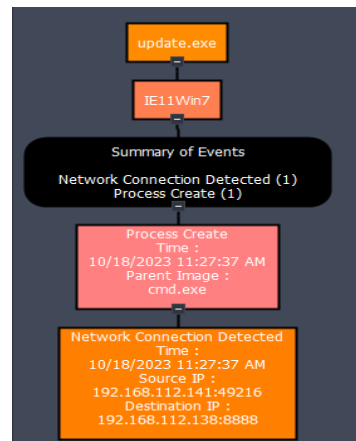 update.exe
IE11Win7
Summary of Events
Network Connection Detected (1)
Process Create (1)
Process Create
Time :
10/18/2023 11:27:37 AM
Parent Image :
cmd.exe
Network Connection Detected
Time :
10/18/2023 11:27:37 AM
Source IP :
192.168.112.141:49216
Destination IP :
192.168.112.138:8888